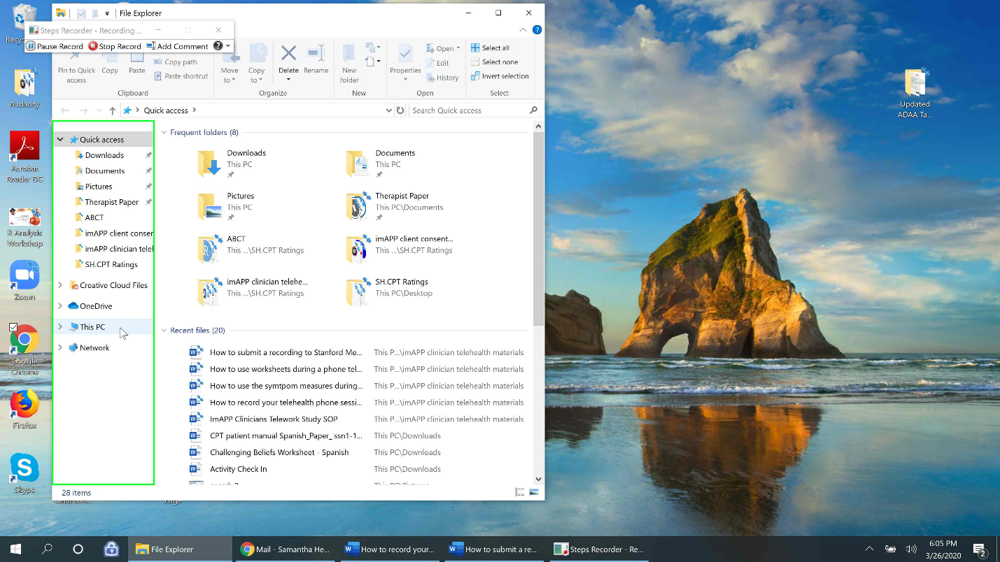 Recyc
File Explorer
Steps Recorder - Recording ...
Pause Record
Stop Record
Add Comment
Pin to Quick
access
Copy
Paste
Copy path
Paste shortcut
Clipboard
Move
to
Copy
to
Delete
Rename
Organize
New
folder
New
Properties
Open
Edit
History
Open
Select all
Select none
Invert selection
Select
Quick access
Search Quick access
Quick access
Downloads
Documents
Pictures
Therapist Paper
ABCT
imAPP client conser
imAPP clinician tele
SH.CPT Ratings
Creative Cloud Files
OneDrive
This PC
Network
Frequent folders (8)
Downloads
This PC
Documents
This PC
Pictures
This PC
Therapist Paper
This PC\Documents
ABCT
This ...\SH.CPT Ratings
imAPP client consent...
This ...\SH.CPT Ratings
imAPP clinician telehe...
This ...\SH.CPT Ratings
SH.CPT Ratings
This PC\Desktop
Recent files (20)
How to submit a recording to Stanford Me... This P...\imAPP clinician telehealth materials
How to use worksheets during a phone tel... This P...\imAPP clinician telehealth materials
How to use the symtpom measures during... This P...\imAPP clinician telehealth materials
How to record your telehealth phone sessi... This P...\imAPP clinician telehealth materials
ImAPP Clinicians Telework Study SOP This P...\imAPP clinician telehealth materials
CPT patient manual Spanish_Paper_ ssn1-1... This PC\Downloads
Challenging Beliefs Worksheet - Spanish This PC\Downloads
Activity Check In This PC\Downloads
28 items
Audacity
Acrobat
Reader DC
R Analysis
Workshop
Zoom
Google
Chrome
Firefox
Skype
Updated
ADAA Ta...
File Explorer
Mail - Samantha He...
How to record your...
How to submit a re...
Steps Recorder - Re...
6:05 PM
3/26/2020
2